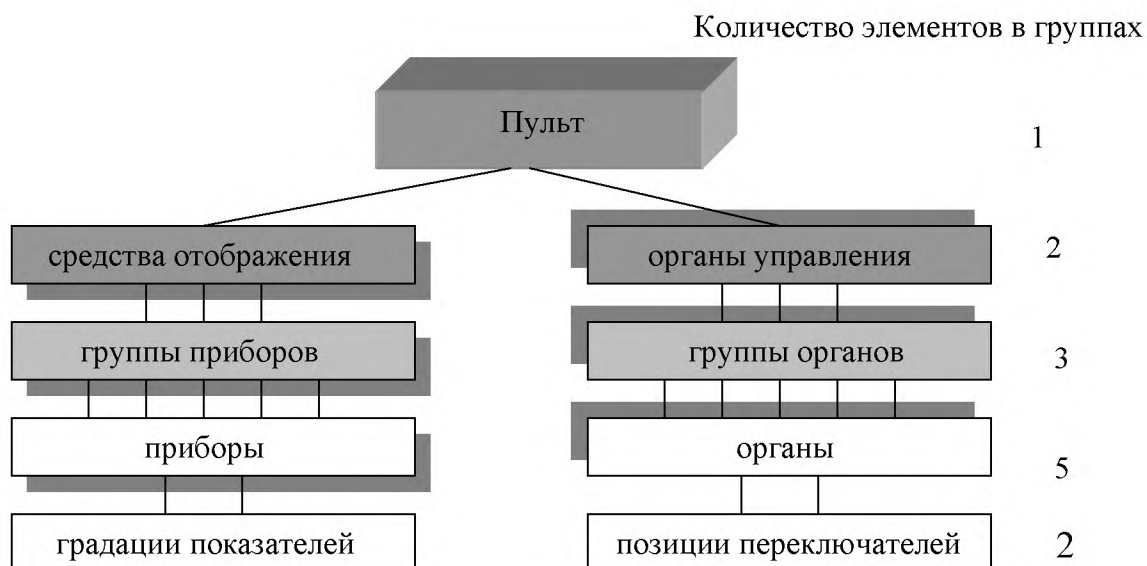 Количество элементов в группах
Пульт
1
средства отображения
органы управления
2
группы приборов
группы органов
3
приборы
органы
5
градации показателей
позиции переключателей
2